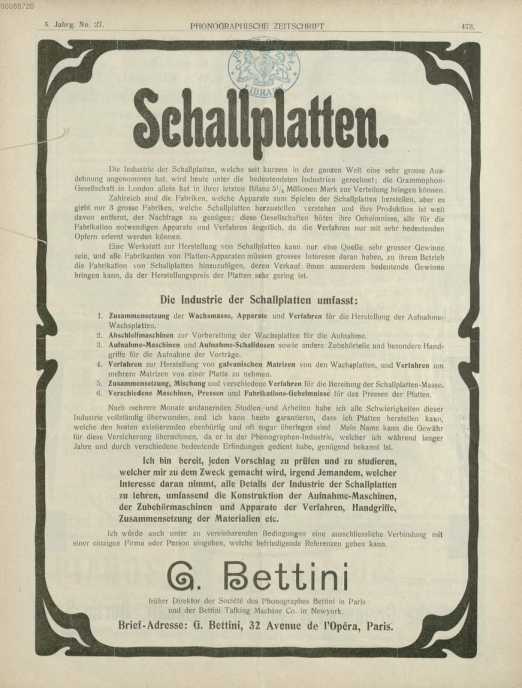 00088720
5. Jahrg. No. 27.
PHONOGRAPHISCHE ZEITSCHRIFT
473.
Schallplatten.
Die Industrie der Schallplatten, welche seit kurzem in der ganzen Welt eine sehr grosse Aus-
dehnung angenommen hat, wird heute unter die bedeutendsten Industrien gerechnet; die Grammophon-
Gesellschaft in London allein hat in ihrer letzten Bilanz 5¼ Millionen Mark zur Verteilung bringen können.
Zahlreich sind die Fabriken, welche Apparate zum Spielen der Schallplatten herstellen, aber es
giebt nur 3 grosse Fabriken, welche Schallplatten herzustellen verstehen und ihre Produktion ist weit
davon entfernt, der Nachfrage zu genügen; diese Gesellschaften hüten ihre Geheimnisse, alle für die
Fabrikation notwendigen Apparate und Verfahren ängstlich, da die Verfahren nur mit sehr bedeutenden
Opfern erlernt werden können.
Eine Werkstatt zur Herstellung von Schallplatten kann nur eine Quelle sehr grosser Gewinne
sein, und alle Fabrikanten von Platten-Apparaten müssen grosses Interesse daran haben, zu ihrem Betrieb
die Fabrikation von Schallplatten hinzuzufügen, deren Verkauf ihnen ausserdem bedeutende Gewinne
bringen kann, da der Herstellungspreis der Platten sehr gering ist.
Die Industrie der Schallplatten umfasst:
1. Zusammensetzung der Wachsmasse, Apparate und Verfahren für die Herstellung der Aufnahme-
Wachsplatten.
2. Abschleifmaschinen zur Vorbereitung der Wachsplatten für die Aufnahme.
3. Aufnahme-Maschinen und Aufnahme-Schalldosen sowie andere Zubehörteile und besondere Hand-
griffe für die Aufnahme der Vorträge.
4. Verfahren zur Herstellung von galvanischen Matrizen von den Wachsplatten, und Verfahren um
mehrere Matrizen von einer Platte zu nehmen.
5. Zusammensetzung, Mischung und verschiedene Verfahren für die Bereitung der Schallplatten-Masse.
6. Verschiedene Maschinen, Pressen und Fabrikations-Geheimnisse für das Pressen der Platten.
Nach mehrere Monate andauernden Studien und Arbeiten habe ich alle Schwierigkeiten dieser
Industrie vollständig überwunden, und ich kann heute garantieren, dass ich Platten herstellen kann,
welche den besten existierenden ebenbürtig und oft sogar überlegen sind Mein Name kann die Gewähr
für diese Versicherung übernehmen, da er in der Phonographen-Industrie, welcher ich während langer
Jahre und durch verschiedene bedeutende Erfindungen gedient habe, genügend bekannt ist.
Ich bin bereit, jeden Vorschlag zu prüfen und zu studieren,
welcher mir zu dem Zweck gemacht wird, irgend Jemandem, welcher
Interesse daran nimmt, alle Details der Industrie der Schallplatten
zu lehren, umfassend die Konstruktion der Aufnahme-Maschinen,
der Zubehörmaschinen und Apparate der Verfahren, Handgriffe,
Zusammensetzung der Materialien etc.
Ich würde auch unter zu vereinbarenden Bedingungen eine ausschliessliche Verbindung mit
einer einzigen Firma oder Person eingehen, welche befriedigende Referenzen geben kann.
G. Bettini
früher Direktor der Société des Phonographes Bettini in Paris
und der Bettini Talking Machine Co. in Newyork.
Brief-Adresse: G. Bettini, 32 Avenue de l'Opéra, Paris.